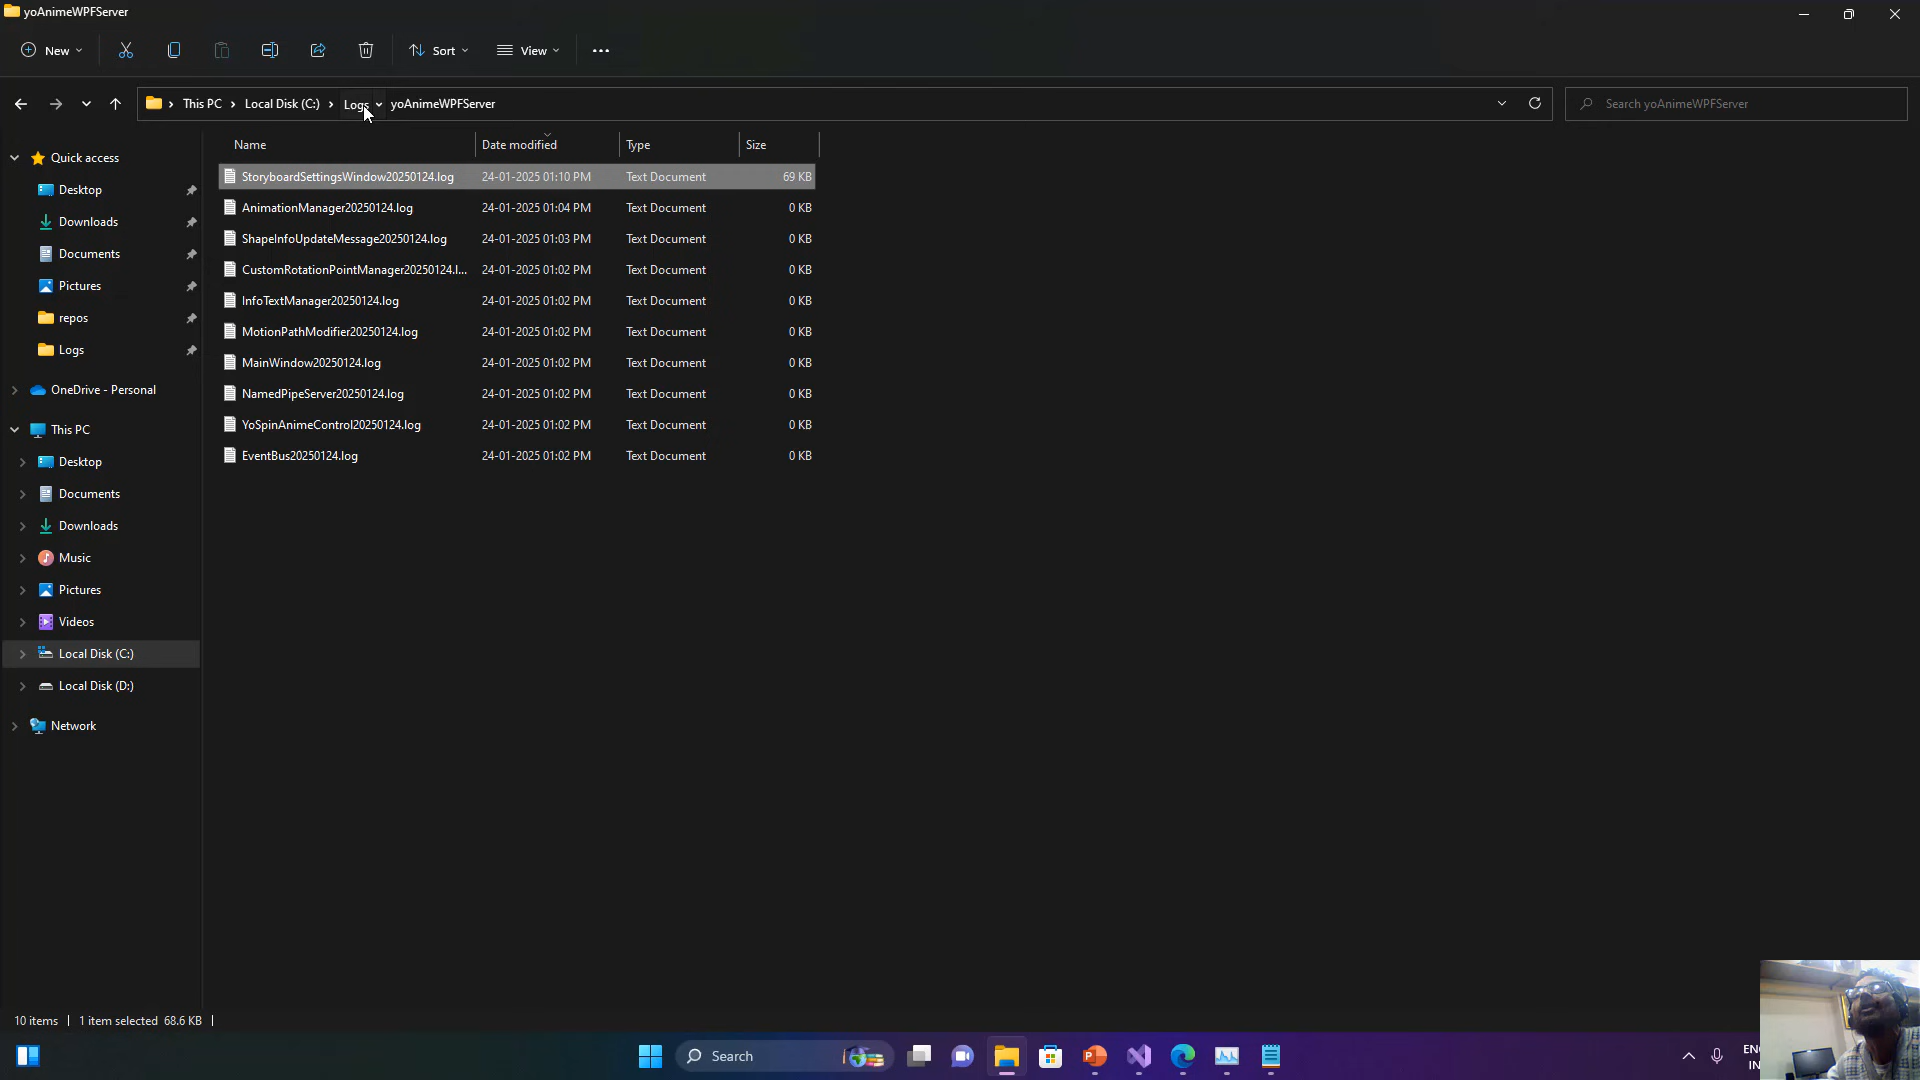 yoAnimeWPFServer
New
Sort
View
This PC
Local Disk (C:)
Logs
yoAnimeWPFServer
Search yoAnimeWPFServer
Name
Date modified
Type
Size
StoryboardSettingsWindow20250124.log 24-01-2025 01:10 PM Text Document 69 KB
AnimationManager20250124.log 24-01-2025 01:04 PM Text Document 0 KB
ShapeInfoUpdateMessage20250124.log 24-01-2025 01:03 PM Text Document 0 KB
CustomRotationPointManager20250124.l... 24-01-2025 01:02 PM Text Document 0 KB
InfoTextManager20250124.log 24-01-2025 01:02 PM Text Document 0 KB
MotionPathModifier20250124.log 24-01-2025 01:02 PM Text Document 0 KB
MainWindow20250124.log 24-01-2025 01:02 PM Text Document 0 KB
NamedPipeServer20250124.log 24-01-2025 01:02 PM Text Document 0 KB
YoSpinAnimeControl20250124.log 24-01-2025 01:02 PM Text Document 0 KB
EventBus20250124.log 24-01-2025 01:02 PM Text Document 0 KB
Quick access
Desktop
Downloads
Documents
Pictures
repos
Logs
OneDrive - Personal
This PC
Desktop
Documents
Downloads
Music
Pictures
Videos
Local Disk (C:)
Local Disk (D:)
Network
10 items
1 item selected 68.6 KB
Search